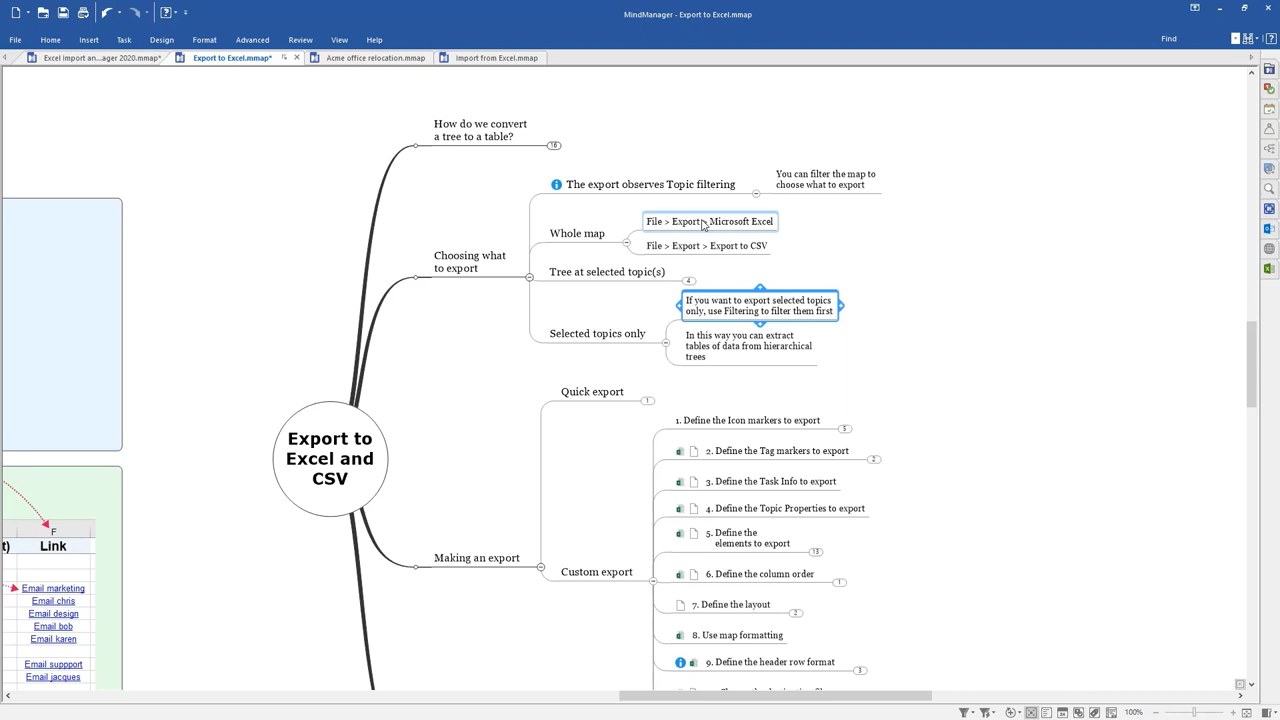 MindManager - Export to Excel.mmap
File
Home
Insert
Task
Design
Format
Advanced
Review
View
Help
Find
Excel Import an...ager 2020.mmap*
Export to Excel.mmap*
Acme office relocation.mmap
Import from Excel.mmap
How do we convert
a tree to a table?
16
The export observes Topic filtering
You can filter the map to
choose what to export
Whole map
File > Export > Microsoft Excel
File > Export > Export to CSV
Choosing what
to export
Tree at selected topic(s)
4
Selected topics only
If you want to export selected topics
only, use Filtering to filter them first
In this way you can extract
tables of data from hierarchical
trees
Export to
Excel and
CSV
Making an export
Quick export
1
Custom export
1. Define the Icon markers to export
5
2. Define the Tag markers to export
2
3. Define the Task Info to export
4. Define the Topic Properties to export
5. Define the
elements to export
13
6. Define the column order
1
7. Define the layout
2
8. Use map formatting
9. Define the header row format
3
F
t)
Link
Email marketing
Email chris
Email design
Email bob
Email karen
Email suppport
Email jacques
100%